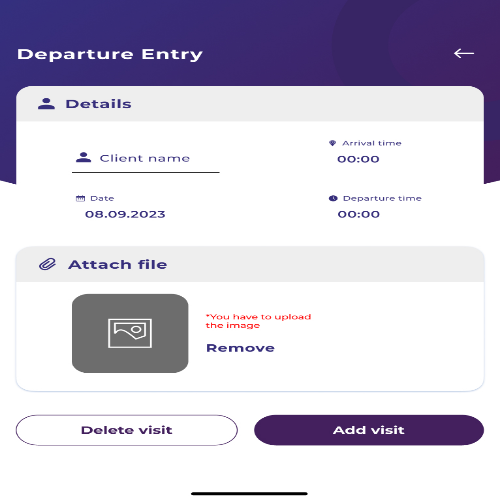 Departure Entry
Details
Client name
Arrival time
00:00
Date
08.09.2023
Departure time
00:00
Attach file
*You have to upload
the image
Remove
Delete visit
Add visit